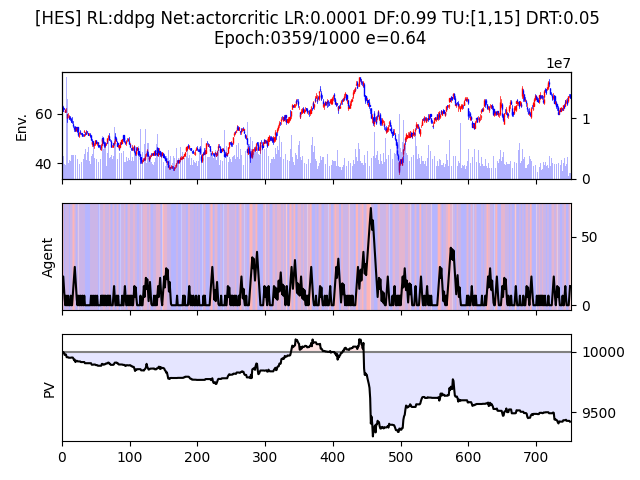 [HES] RL:ddpg Net:actorcritic LR:0.0001 DF:0.99 TU:[1,15] DRT:0.05
Epoch:0359/1000 e=0.64
1e7
Env.
60
40
1
0
Agent
50
0
PV
10000
9500
0 100 200 300 400 500 600 700